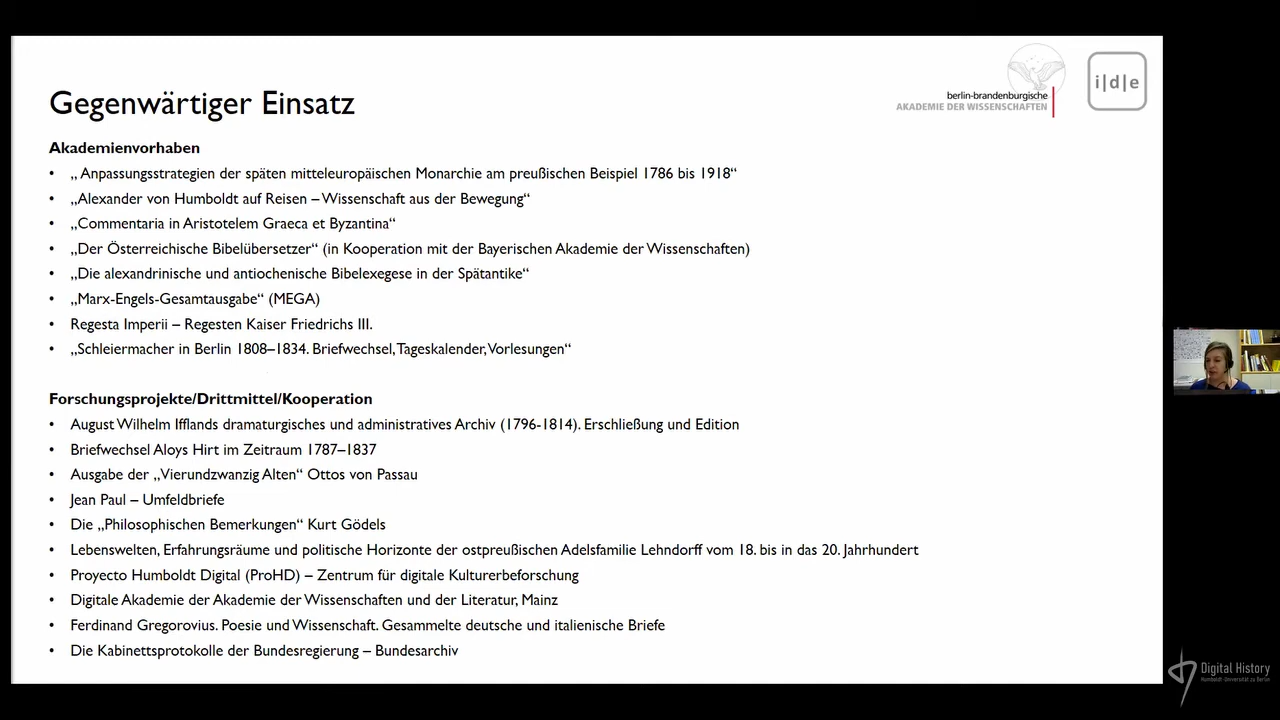 berlin-brandenburgische
AKADEMIE DER WISSENSCHAFTEN
i|d|e
Gegenwärtiger Einsatz
Akademienvorhaben
• „ Anpassungsstrategien der späten mitteleuropäischen Monarchie am preußischen Beispiel 1786 bis 1918“
• „Alexander von Humboldt auf Reisen – Wissenschaft aus der Bewegung“
• „Commentaria in Aristotelem Graeca et Byzantina“
• „Der Österreichische Bibelübersetzer“ (in Kooperation mit der Bayerischen Akademie der Wissenschaften)
• „Die alexandrinische und antiochenische Bibelexegese in der Spätantike“
• „Marx-Engels-Gesamtausgabe“ (MEGA)
• Regesta Imperii – Regesten Kaiser Friedrichs III.
• „Schleiermacher in Berlin 1808–1834. Briefwechsel, Tageskalender, Vorlesungen“
Forschungsprojekte/Drittmittel/Kooperation
• August Wilhelm Ifflands dramaturgisches und administratives Archiv (1796-1814). Erschließung und Edition
• Briefwechsel Aloys Hirt im Zeitraum 1787–1837
• Ausgabe der „Vierundzwanzig Alten“ Ottos von Passau
• Jean Paul – Umfeldbriefe
• Die „Philosophischen Bemerkungen“ Kurt Gödels
• Lebenswelten, Erfahrungsräume und politische Horizonte der ostpreußischen Adelsfamilie Lehndorff vom 18. bis in das 20. Jahrhundert
• Proyecto Humboldt Digital (ProHD) – Zentrum für digitale Kulturerbeforschung
• Digitale Akademie der Akademie der Wissenschaften und der Literatur, Mainz
• Ferdinand Gregorovius. Poesie und Wissenschaft. Gesammelte deutsche und italienische Briefe
• Die Kabinettsprotokolle der Bundesregierung – Bundesarchiv
Digital History
Humboldt-Universität zu Berlin